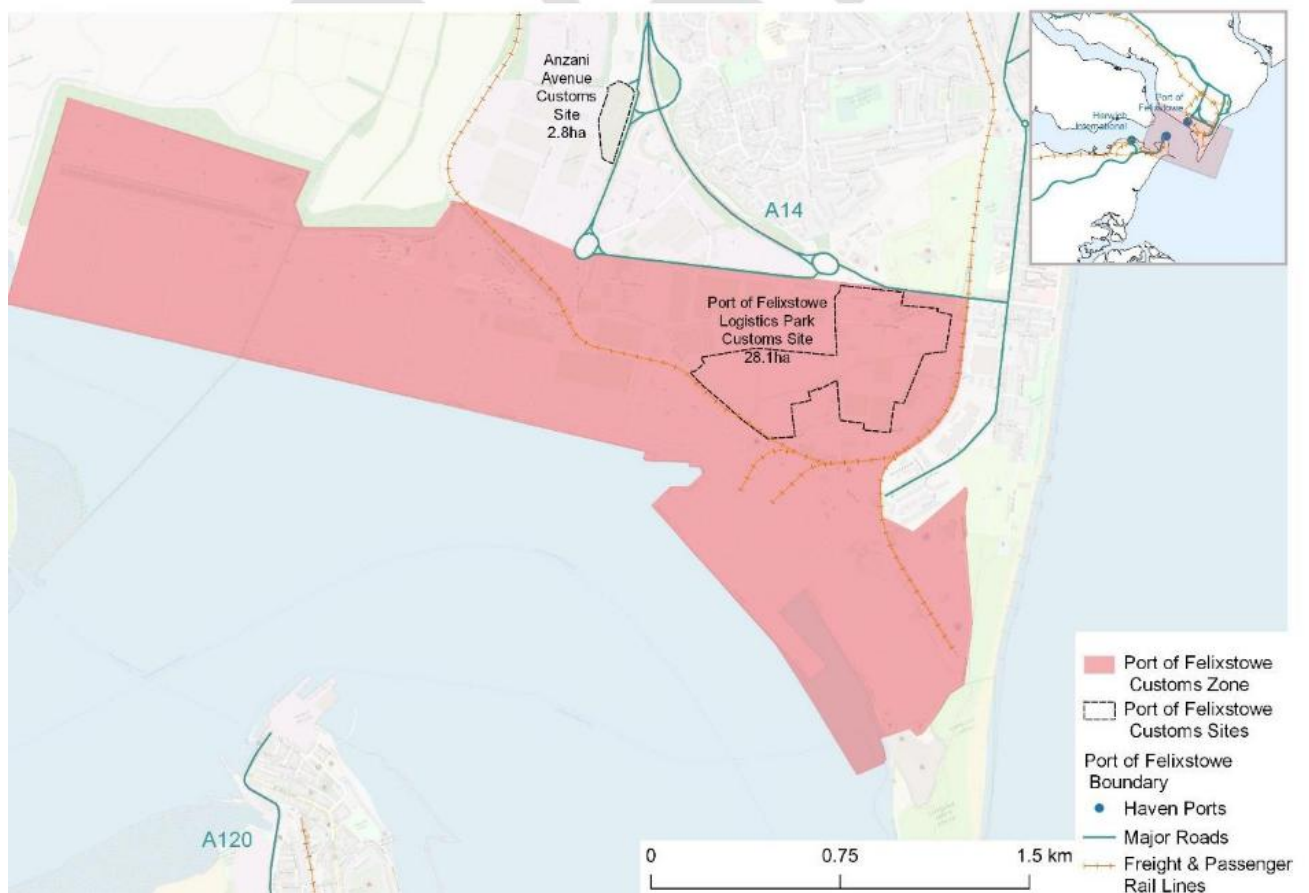 Anzani
Avenue
Customs
Site
2.8ha
A14
Port of Felixstowe
Logistics Park
Customs Site
28.1ha
A120
Port of
Felixstowe
Harwich
International
Port of Felixstowe
Customs Zone
Port of Felixstowe
Customs Sites
Port of Felixstowe
Boundary
Haven Ports
Major Roads
Freight & Passenger
Rail Lines
0
0.75
1.5 km